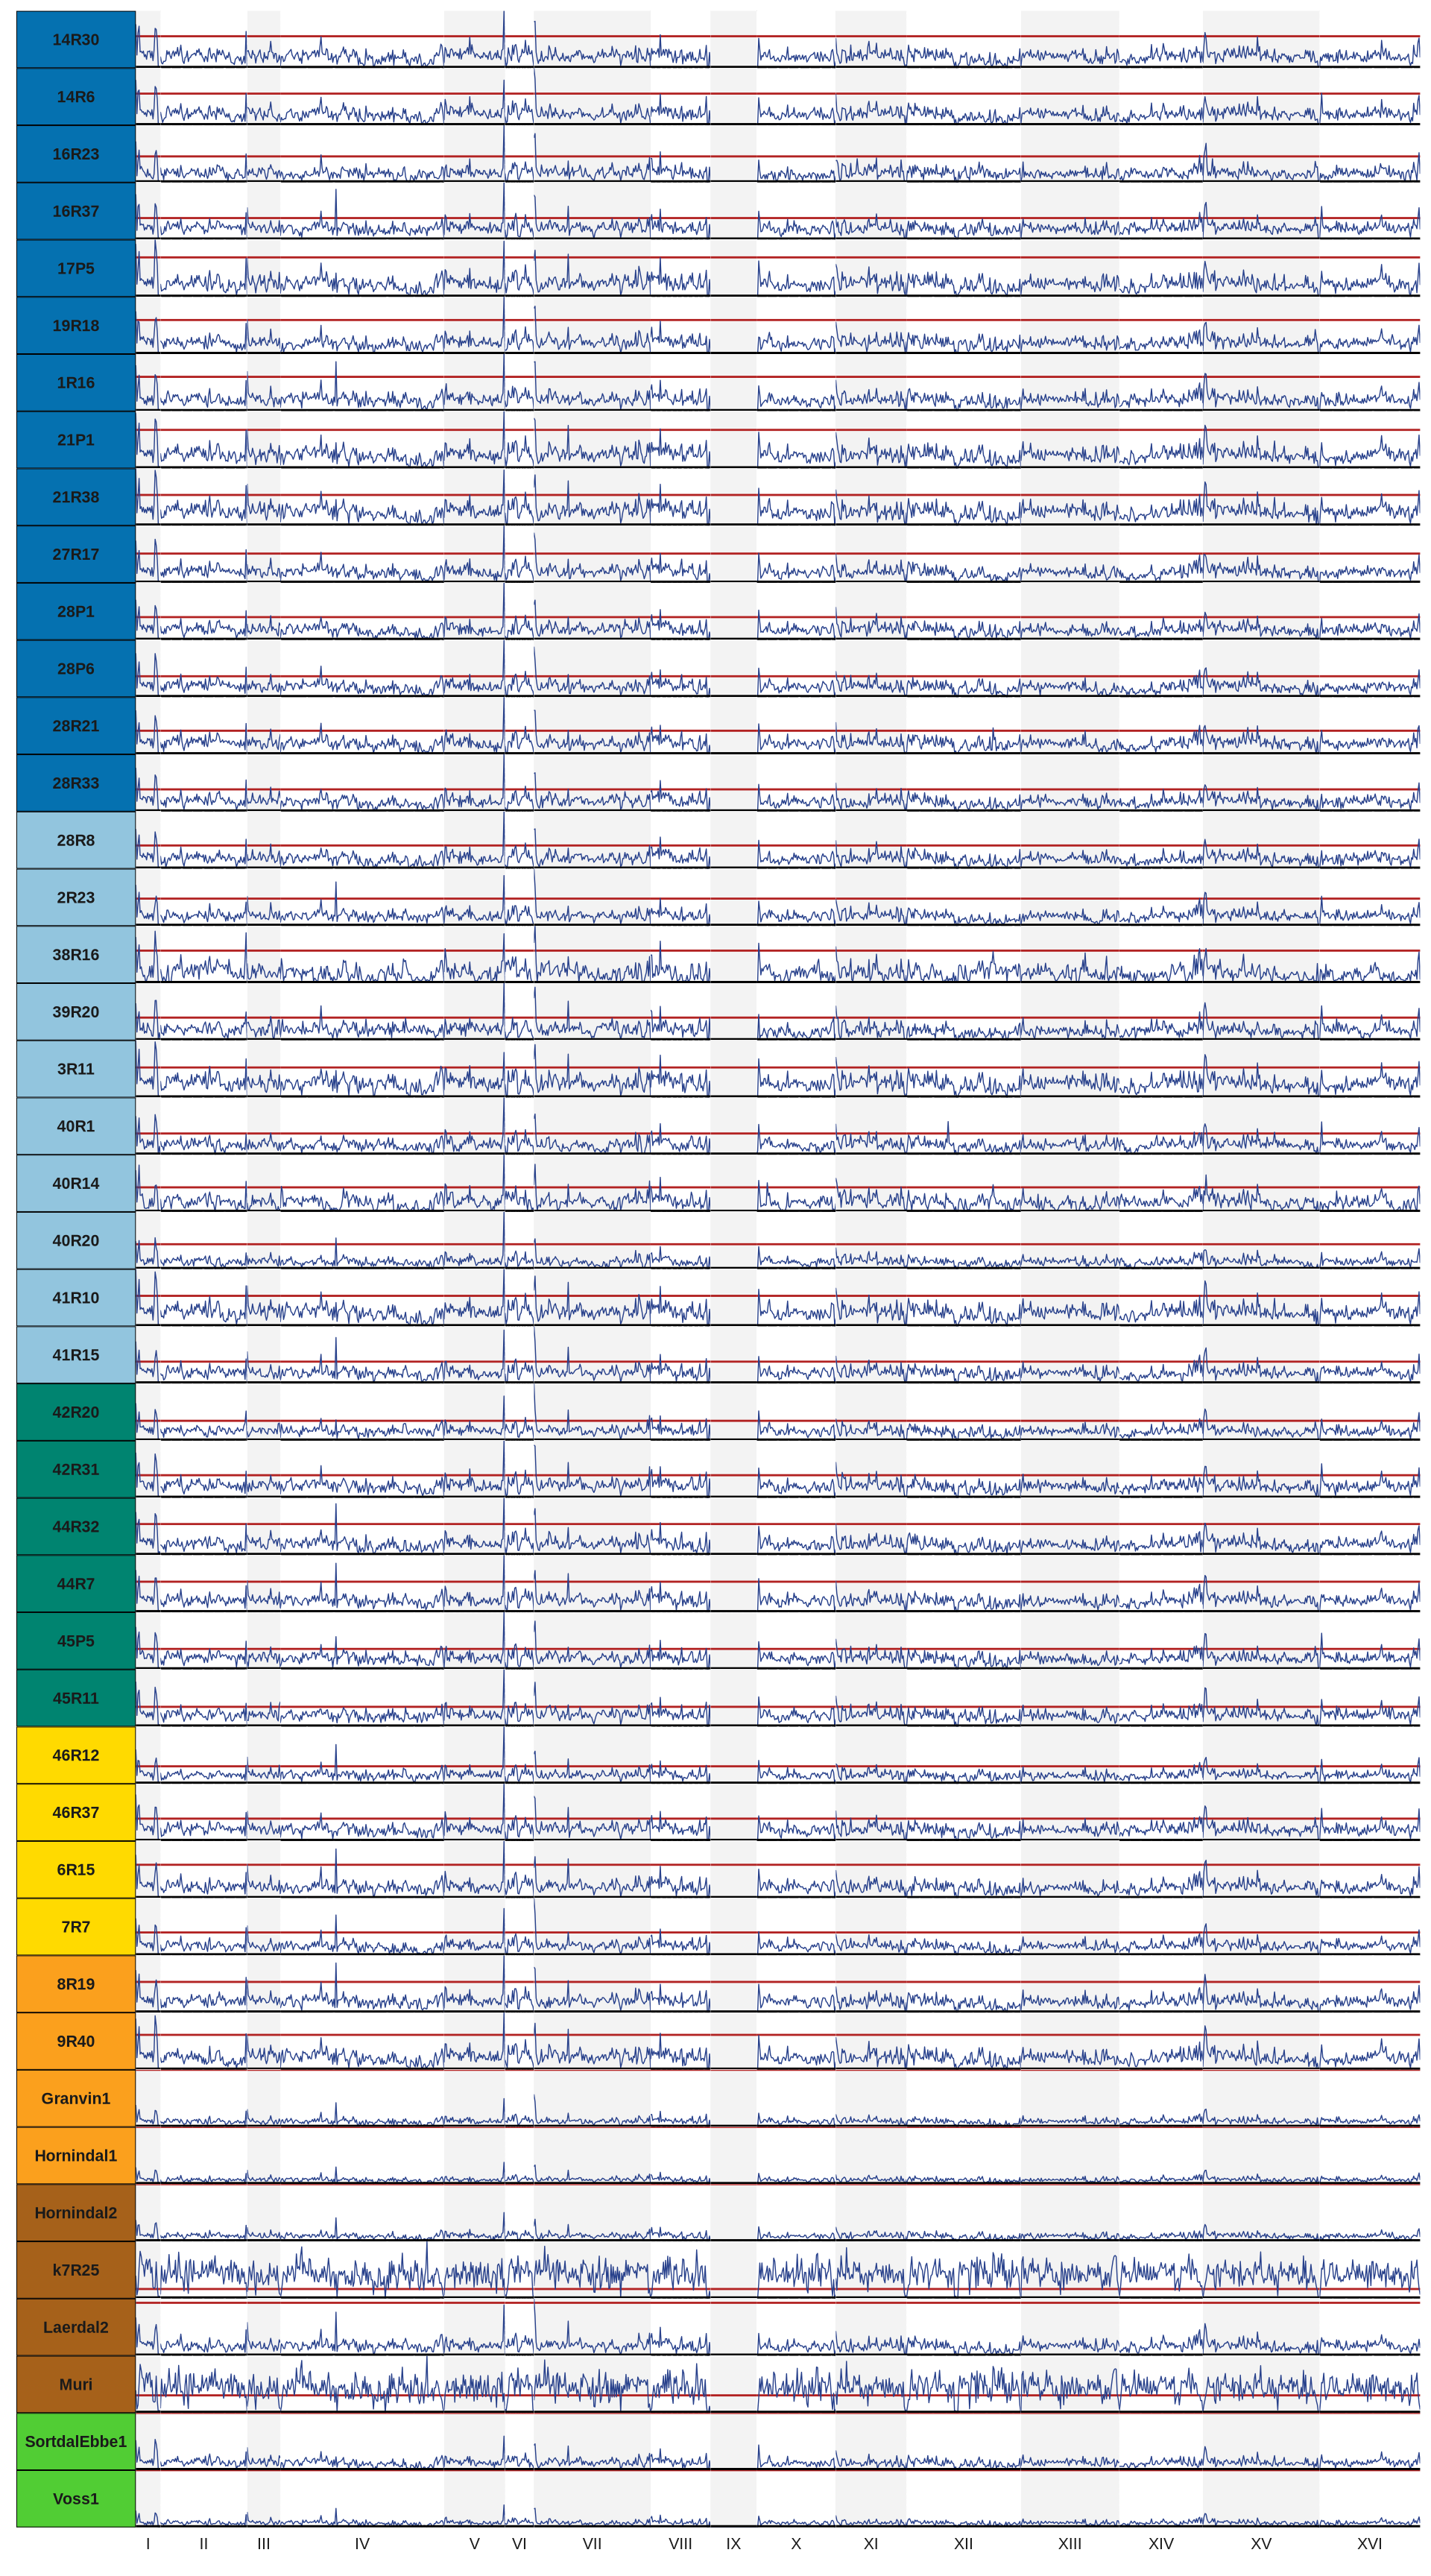 14R30
14R6
16R23
16R37
17P5
19R18
1R16
21P1
21R38
27R17
28P1
28P6
28R21
28R33
28R8
2R23
38R16
39R20
3R11
40R1
40R14
40R20
41R10
41R15
42R20
42R31
44R32
44R7
45P5
45R11
46R12
46R37
6R15
7R7
8R19
9R40
Granvin1
Hornindal1
Hornindal2
k7R25
Laerdal2
Muri
SortdalEbbe1
Voss1
I II III IV V VI VII VIII IX X XI XII XIII XIV XV XVI